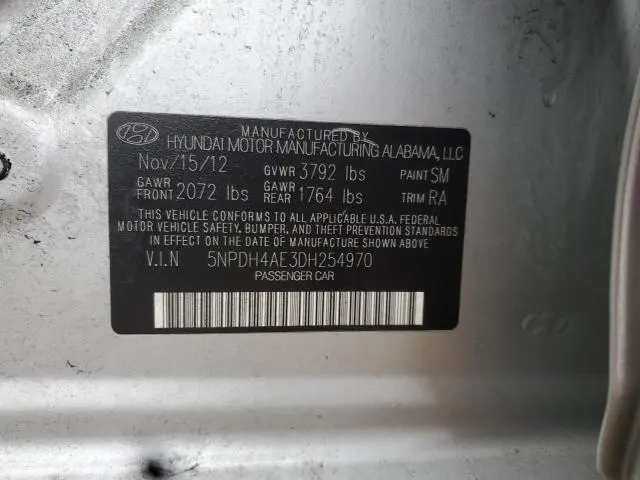 MANUFACTURED BY
HYUNDAI MOTOR MANUFACTURING ALABAMA, LLC
Nov/15/12 GVWR 3792 lbs PAINT SM
GAWR FRONT 2072 lbs GAWR REAR 1764 lbs TRIM RA
THIS VEHICLE CONFORMS TO ALL APPLICABLE U.S.A. FEDERAL
MOTOR VEHICLE SAFETY, BUMPER, AND THEFT PREVENTION STANDARDS
IN EFFECT ON THE DATE OF MANUFACTURE SHOWN ABOVE.
V.I.N 5NPDH4AE3DH254970
PASSENGER CAR